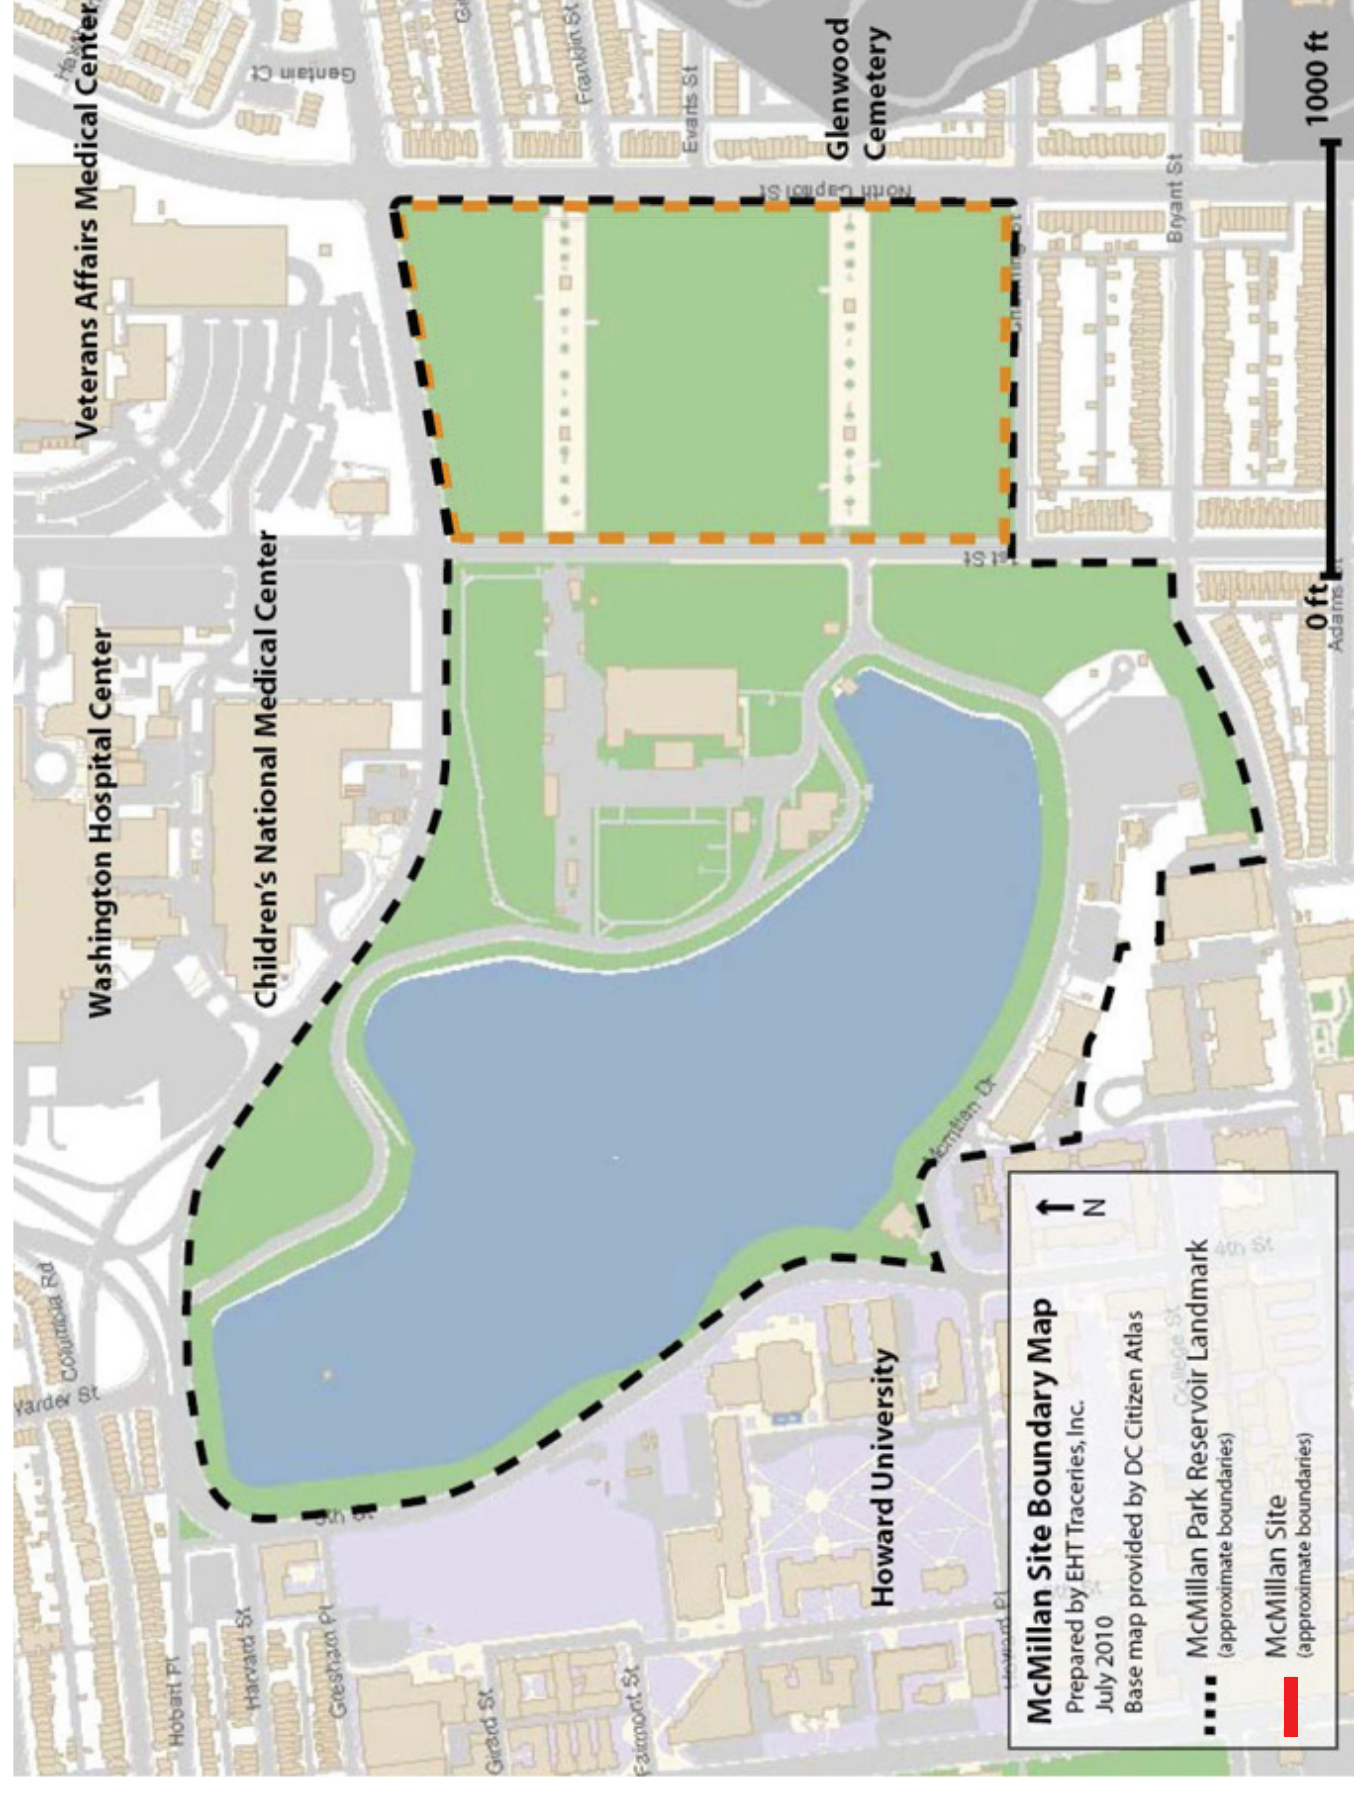 Veterans Affairs Medical Center
Washington Hospital Center
Children's National Medical Center
Glenwood
Cemetery
Howard University
Gentain Ct
Franklin St
Evarts St
North Capitol St
Bryant St
1st St
Mcmillan Dr
Columbia Rd
5th St
Hobart Pl
Harvard St
Gresham Pl
Girard St
Fairmont St
Howard Pl
4th St
College St
0 ft
1000 ft
McMillan Site Boundary Map
Prepared by EHT Traceries, Inc.
July 2010
Base map provided by DC Citizen Atlas
McMillan Park Reservoir Landmark
(approximate boundaries)
McMillan Site
(approximate boundaries)
N